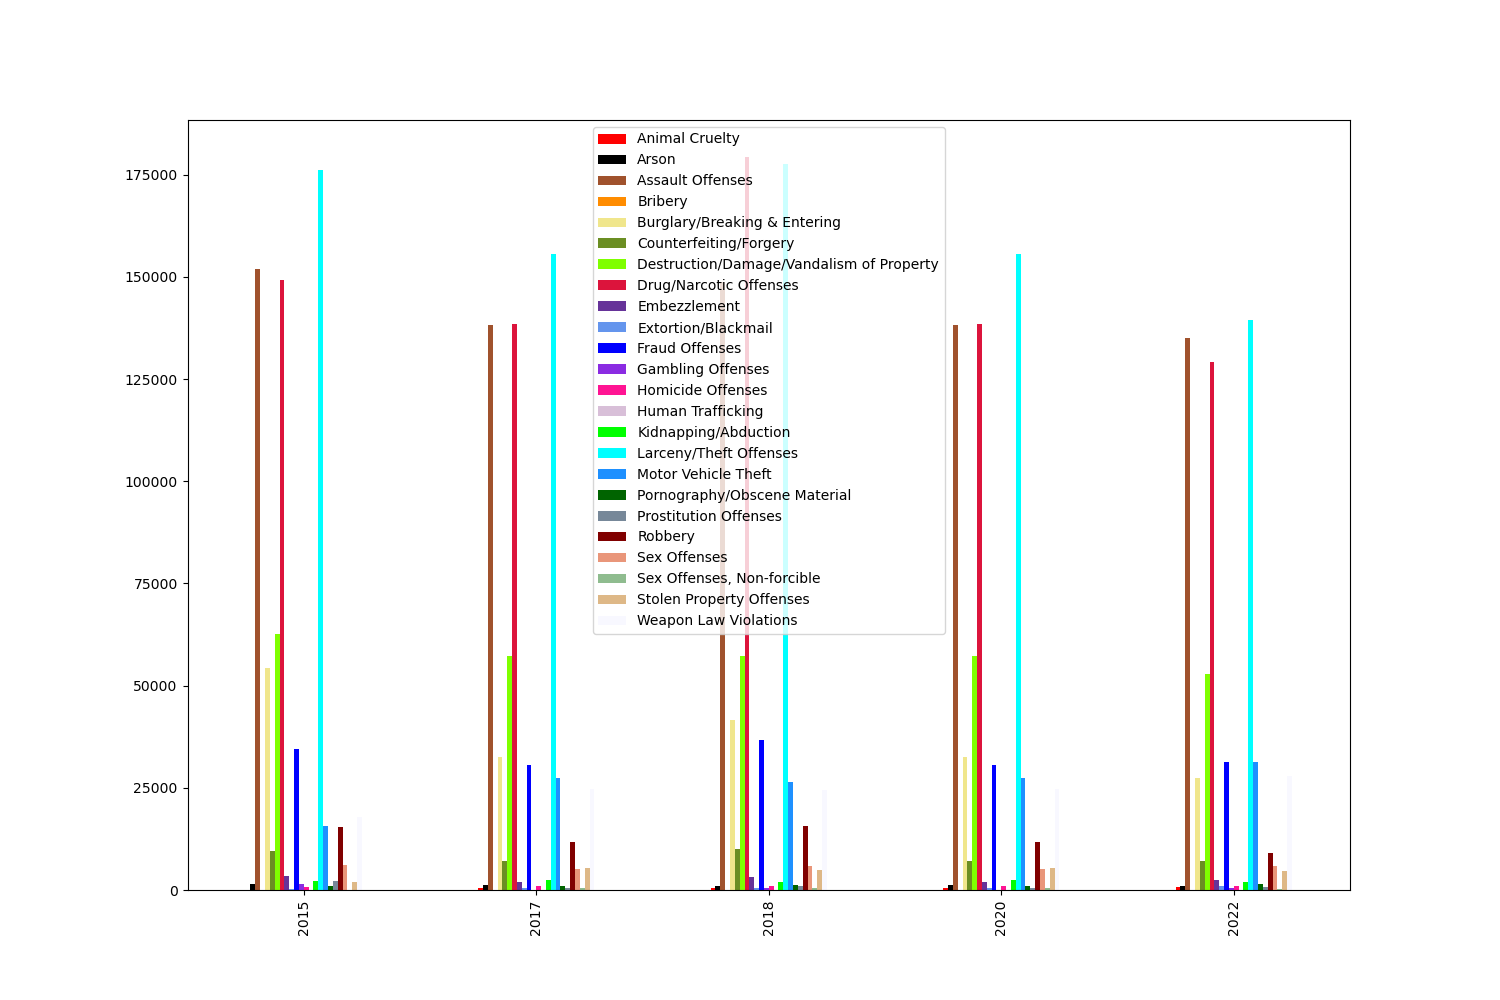 175000
150000
125000
100000
75000
50000
25000
0
Animal Cruelty
Arson
Assault Offenses
Bribery
Burglary/Breaking & Entering
Counterfeiting/Forgery
Destruction/Damage/Vandalism of Property
Drug/Narcotic Offenses
Embezzlement
Extortion/Blackmail
Fraud Offenses
Gambling Offenses
Homicide Offenses
Human Trafficking
Kidnapping/Abduction
Larceny/Theft Offenses
Motor Vehicle Theft
Pornography/Obscene Material
Prostitution Offenses
Robbery
Sex Offenses
Sex Offenses, Non-forcible
Stolen Property Offenses
Weapon Law Violations
2015
2017
2018
2020
2022